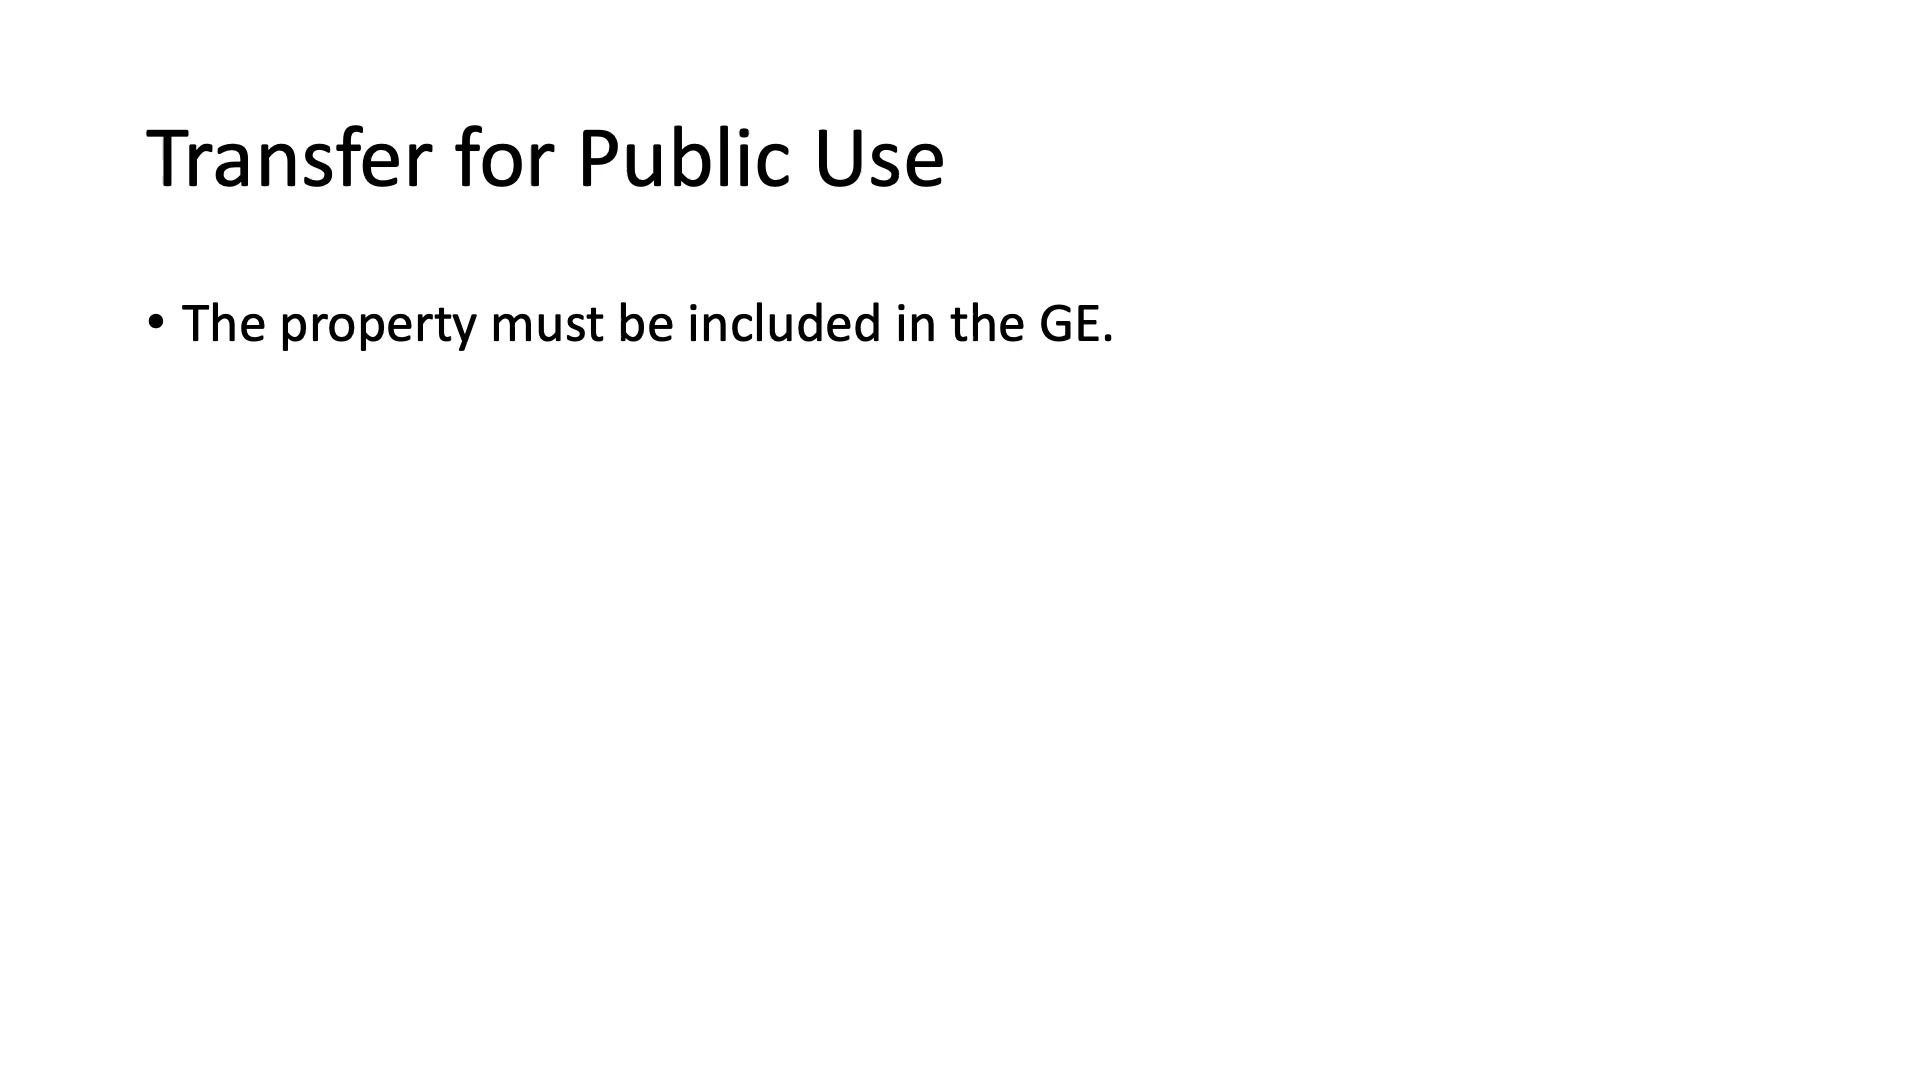 Transfer for Public Use
• The property must be included in the GE.